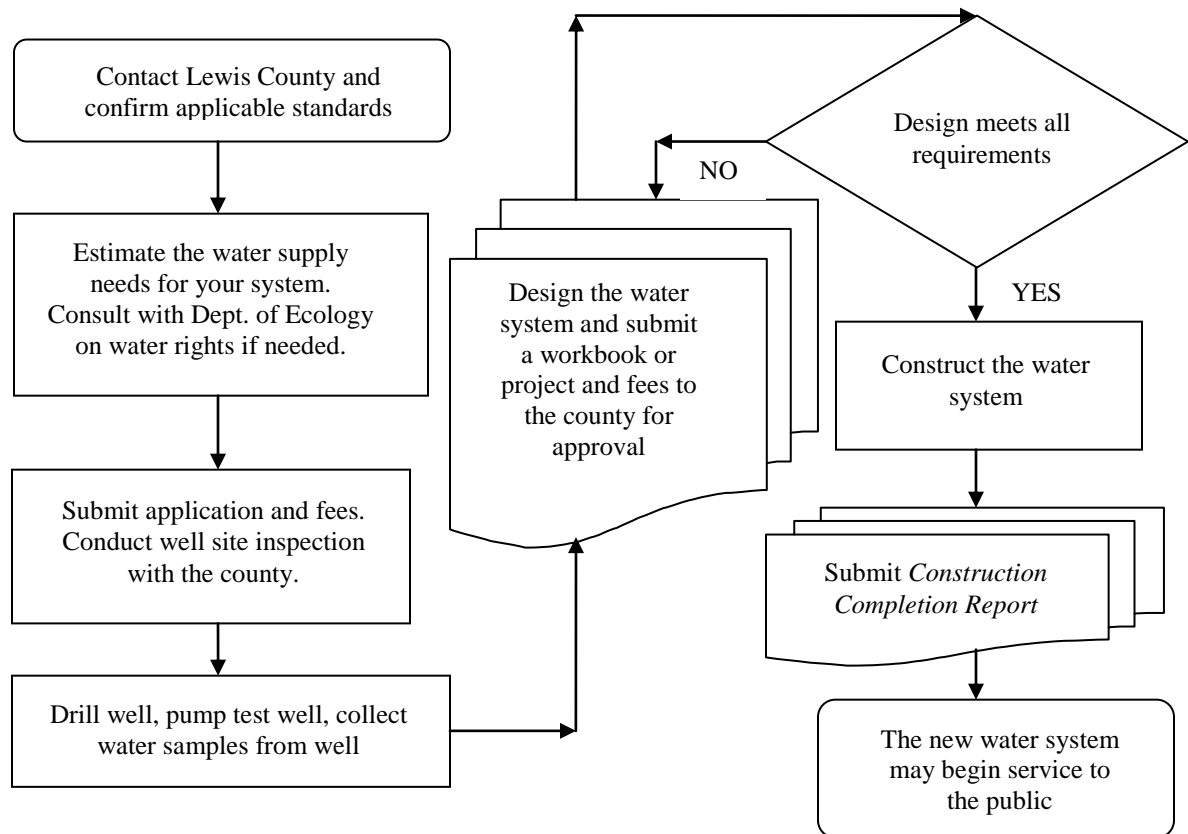 Contact Lewis County and
confirm applicable standards
Estimate the water supply
needs for your system.
Consult with Dept. of Ecology
on water rights if needed.
Submit application and fees.
Conduct well site inspection
with the county.
Drill well, pump test well, collect
water samples from well
Design the water
system and submit
a workbook or
project and fees to
the county for
approval
Design meets all
requirements
NO
YES
Construct the water
system
Submit Construction
Completion Report
The new water system
may begin service to
the public